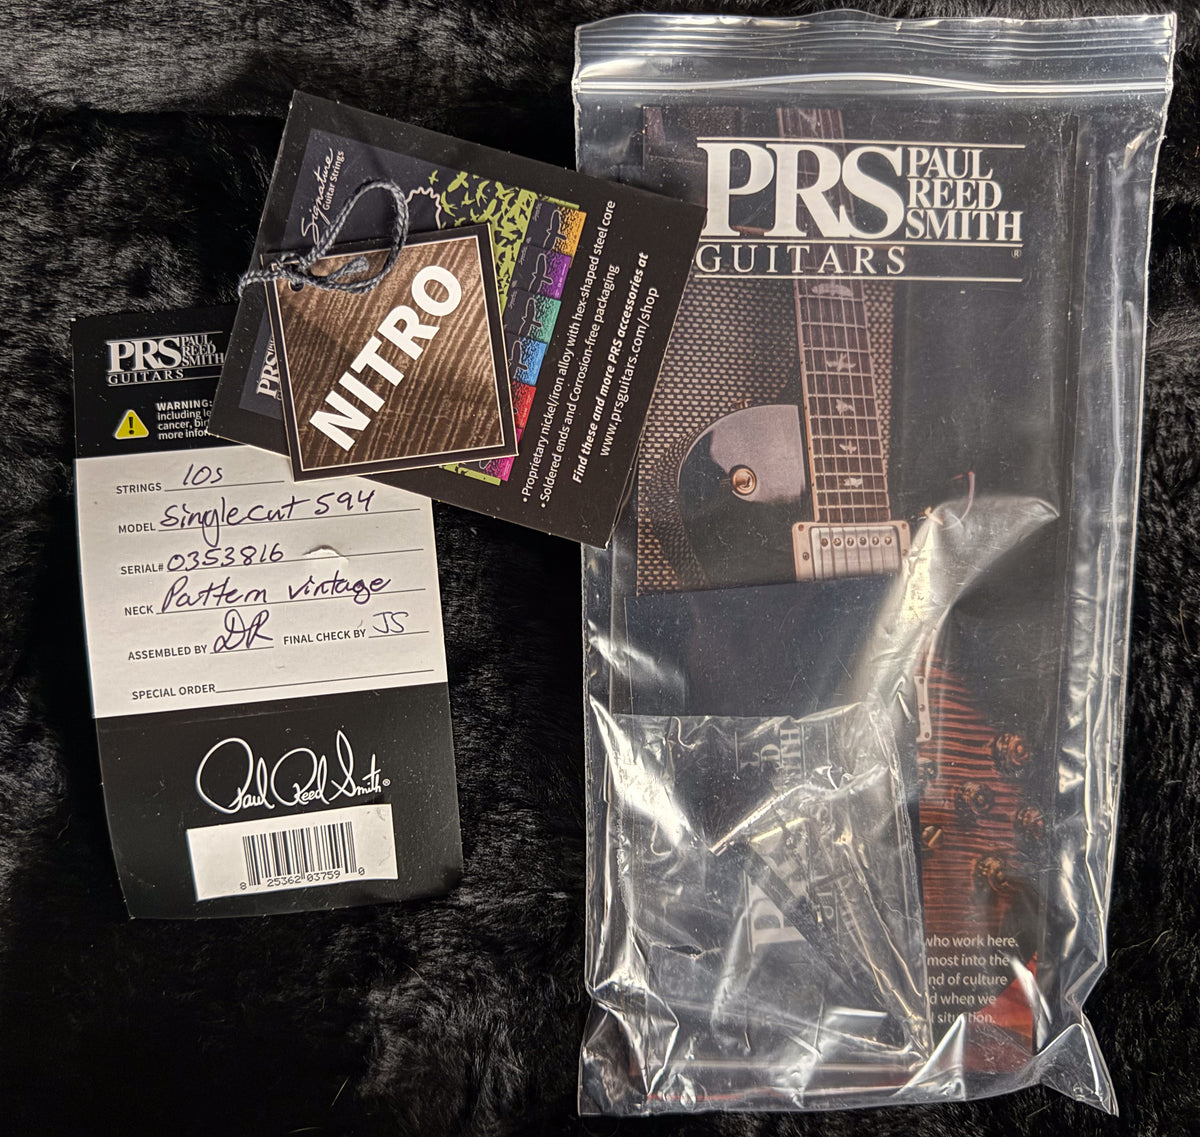 PRS PAUL
REED
SMITH
GUITARS
WARNING:
including
cancer,
more
STRINGS 10s
MODEL Singlecut 594
SERIAL# 0353816
NECK Pattern vintage
ASSEMBLED BY DR FINAL CHECK BY JS
SPECIAL ORDER
Paul Reed Smith®
8 25362 03759 0
Signature
Guitar Strings
PRS
NITRO
• Proprietary nickel/iron alloy with hex-shaped steel core
• Soldered ends and Corrosion-free packaging
Find these and more PRS accessories at
www.prsguitars.com/shop
PRS PAUL
REED
SMITH
GUITARS®
who work here.
most into the
nd of culture
d when we
situation.